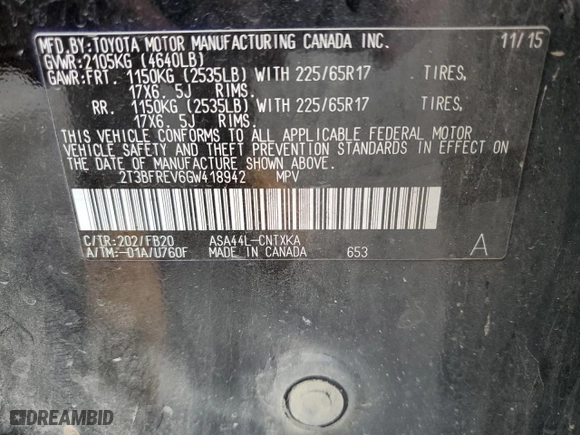 MFD.BY:TOYOTA MOTOR MANUFACTURING CANADA INC. 11/15
GVWR:2105KG (4640LB)
GAWR:FRT. 1150KG (2535LB) WITH 225/65R17 TIRES,
17X6. 5J RIMS.
RR. 1150KG (2535LB) WITH 225/65R17 TIRES,
17X6. 5J RIMS.
THIS VEHICLE CONFORMS TO ALL APPLICABLE FEDERAL MOTOR
VEHICLE SAFETY AND THEFT PREVENTION STANDARDS IN EFFECT ON
THE DATE OF MANUFACTURE SHOWN ABOVE.
2T3BFREV6GW418942 MPV
C/TR:202/FB20 ASA44L-CNTXKA
A/TM:-01A/U760F MADE IN CANADA 653 A
DREAMBID